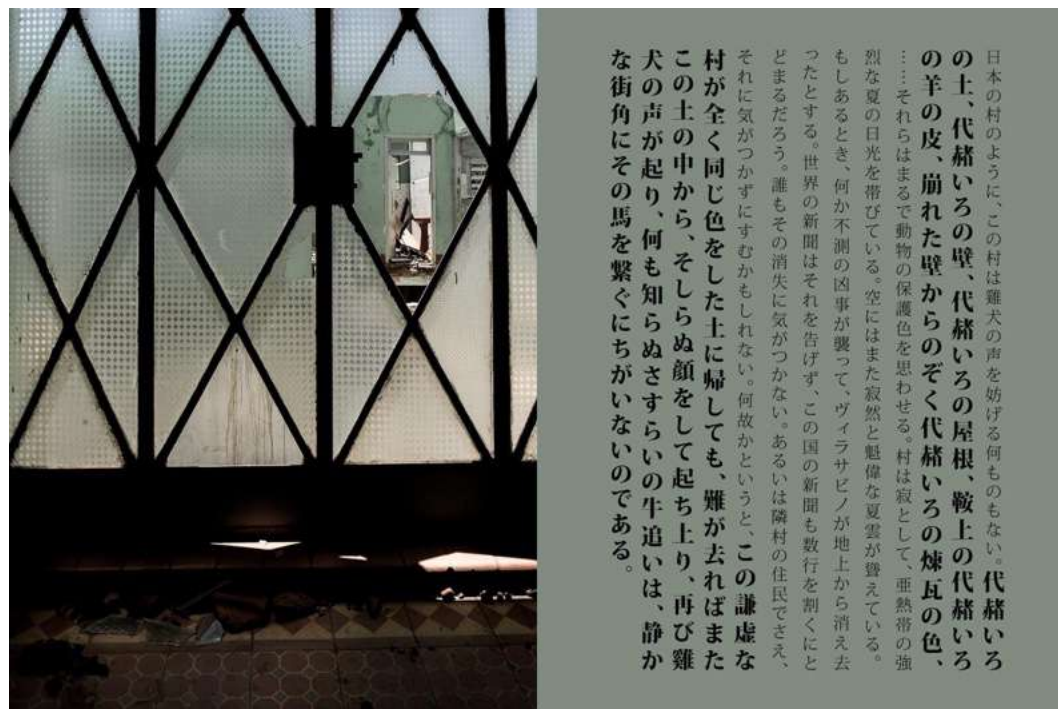 日本の村のように、この村は雞犬の声を妨げる何ものもない。代赭いろ
の土、代赭いろの壁、代赭いろの屋根、鞍上の代赭いろ
の羊の皮、崩れた壁からのぞく代赭いろの煉瓦の色、
……それらはまるで動物の保護色を思わせる。村は寂として、亜熱帯の強
烈な夏の日光を帯びている。空にはまた寂然と魁偉な夏雲が聳えている。
もしあるとき、何か不測の凶事が襲って、ヴィラサビノが地上から消え去
ったとする。世界の新聞はそれを告げず、この国の新聞も数行を割くにと
どまるだろう。誰もその消失に気がつかない。あるいは隣村の住民でさえ、
それに気がつかずにすむかもしれない。何故かというと、この謙虚な
村が全く同じ色をした土に帰しても、難が去ればまた
この土の中から、そしらぬ顔をして起ち上り、再び雞
犬の声が起り、何も知らぬさすらいの牛追いは、静か
な街角にその馬を繋ぐにちがいないのである。